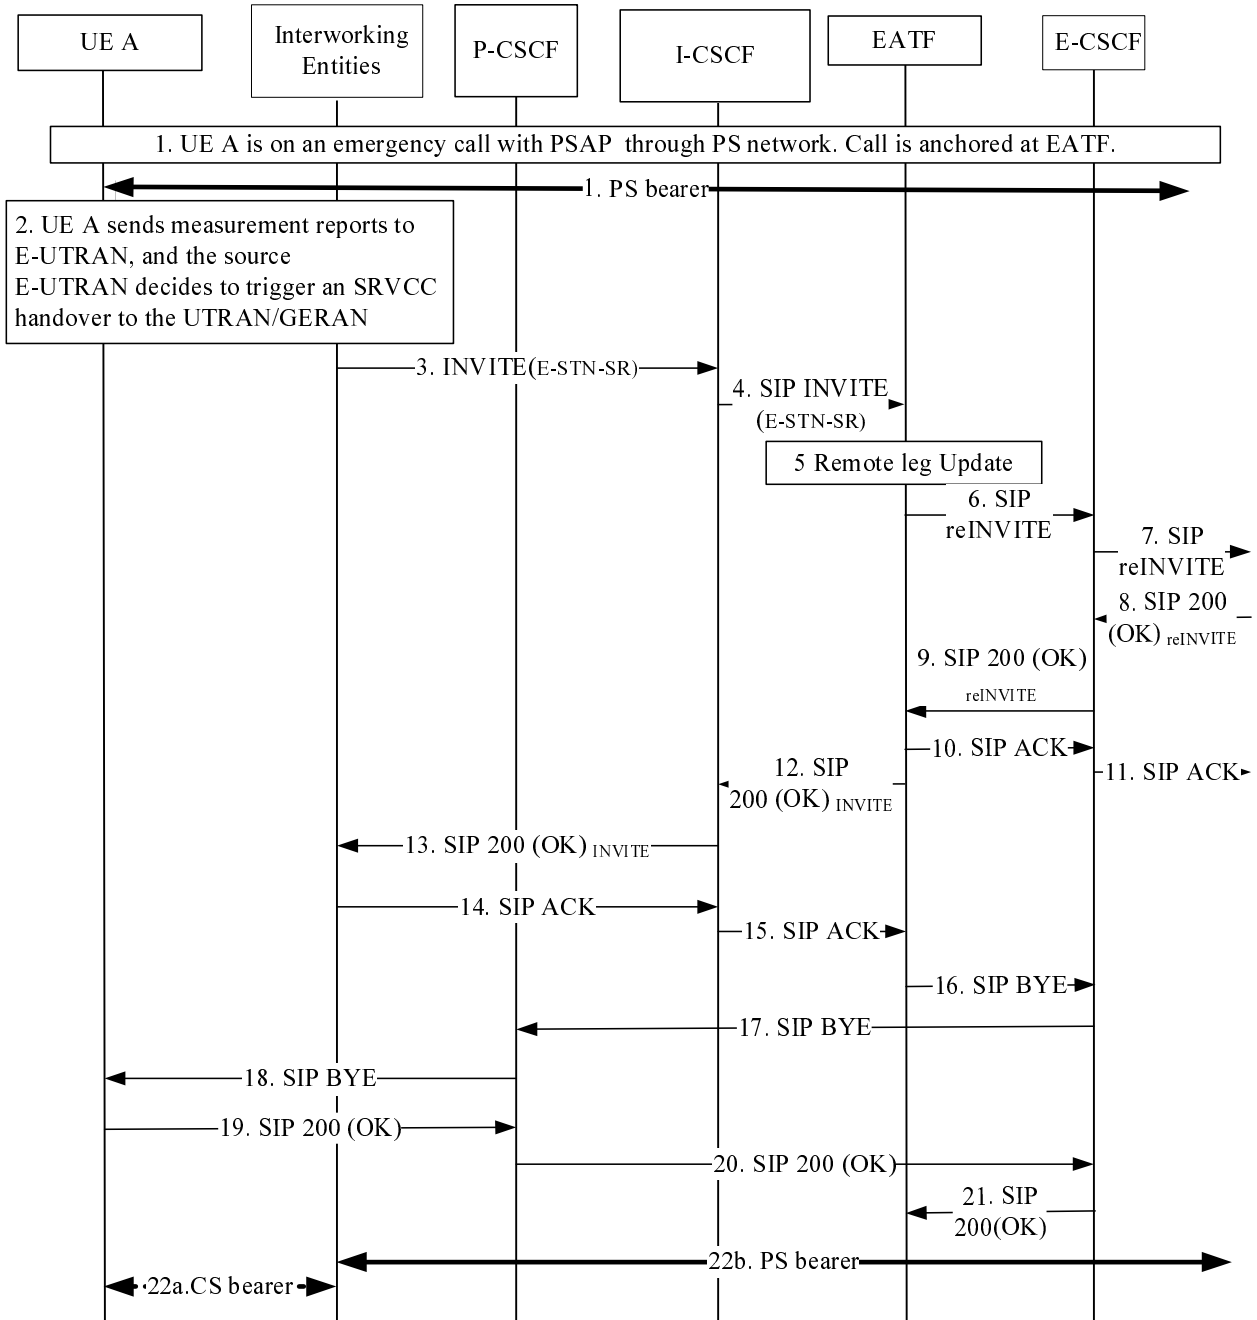 UE A
Interworking
Entities
P-CSCF
I-CSCF
EATF
E-CSCF
1. UE A is on an emergency call with PSAP through PS network. Call is anchored at EATF.
1. PS bearer
2. UE A sends measurement reports to
E-UTRAN, and the source
E-UTRAN decides to trigger an SRVCC
handover to the UTRAN/GERAN
3. INVITE(E-STN-SR)
4. SIP INVITE
(E-STN-SR)
5 Remote leg Update
6. SIP
reINVITE
7. SIP
reINVITE
8. SIP 200
(OK) reINVITE
9. SIP 200 (OK)
reINVITE
10. SIP ACK
11. SIP ACK
12. SIP
200 (OK) INVITE
13. SIP 200 (OK) INVITE
14. SIP ACK
15. SIP ACK
16. SIP BYE
17. SIP BYE
18. SIP BYE
19. SIP 200 (OK)
20. SIP 200 (OK)
21. SIP
200(OK)
22b. PS bearer
22a.CS bearer